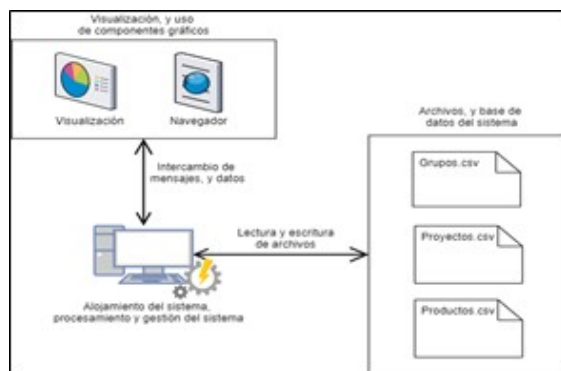 Visualización, y uso
de componentes gráficos
Visualización
Navegador
Intercambio de
mensajes, y datos
Archivos, y base de
datos del sistema
Grupos.csv
Lectura y escritura
de archivos
Proyectos.csv
Alojamiento del sistema,
procesamiento y gestión del sistema
Productos.csv